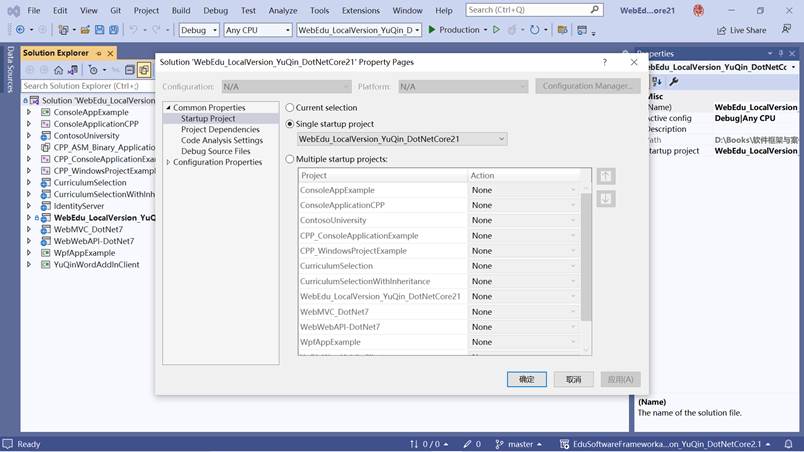 File Edit View Git Project Build Debug Test Analyze Tools Extensions Window Help Search (Ctrl+Q) WebEd...ore21
Debug Any CPU WebEdu_LocalVersion_YuQin_DotN Production Live Share
Data Sources
Solution Explorer
Search Solution Explorer (Ctrl+;)
Solution 'WebEdu_LocalVersion
ConsoleAppExample
ConsoleApplicationCPP
ContosoUniversity
CPP_ASM_Binary_Application
CPP_ConsoleApplicationExa
CPP_WindowsProjectExampl
CurriculumSelection
CurriculumSelectionWithInh
IdentityServer
WebEdu_LocalVersion_YuQ
WebMVC_DotNet7
WebWebAPI-DotNet7
WpfAppExample
YuQinWordAddInClient
Solution 'WebEdu_LocalVersion_YuQin_DotNetCore21' Property Pages
Configuration: N/A Platform: N/A Configuration Manager...
Common Properties
Startup Project
Project Dependencies
Code Analysis Settings
Debug Source Files
Configuration Properties
Current selection
Single startup project
WebEdu_LocalVersion_YuQin_DotNetCore21
Multiple startup projects:
Project Action
ConsoleAppExample None
ConsoleApplicationCPP None
ContosoUniversity None
CPP_ConsoleApplicationExample None
CPP_WindowsProjectExample None
CurriculumSelection None
CurriculumSelectionWithInheritance None
WebEdu_LocalVersion_YuQin_DotNetCore21 None
WebMVC_DotNet7 None
WebWebAPI-DotNet7 None
WpfAppExample None
确定 取消 应用(A)
Properties
WebEdu_LocalVersion_YuQin_DotNetCc
Misc
(Name) WebEdu_LocalVersion
Active config Debug|Any CPU
Description
Path D:\Books\软件框架与案
Startup project WebEdu_LocalVersion
(Name)
The name of the solution file.
Ready 0 / 0 0 master EduSoftwareFrameworka...on_YuQin_DotNetCore2.1